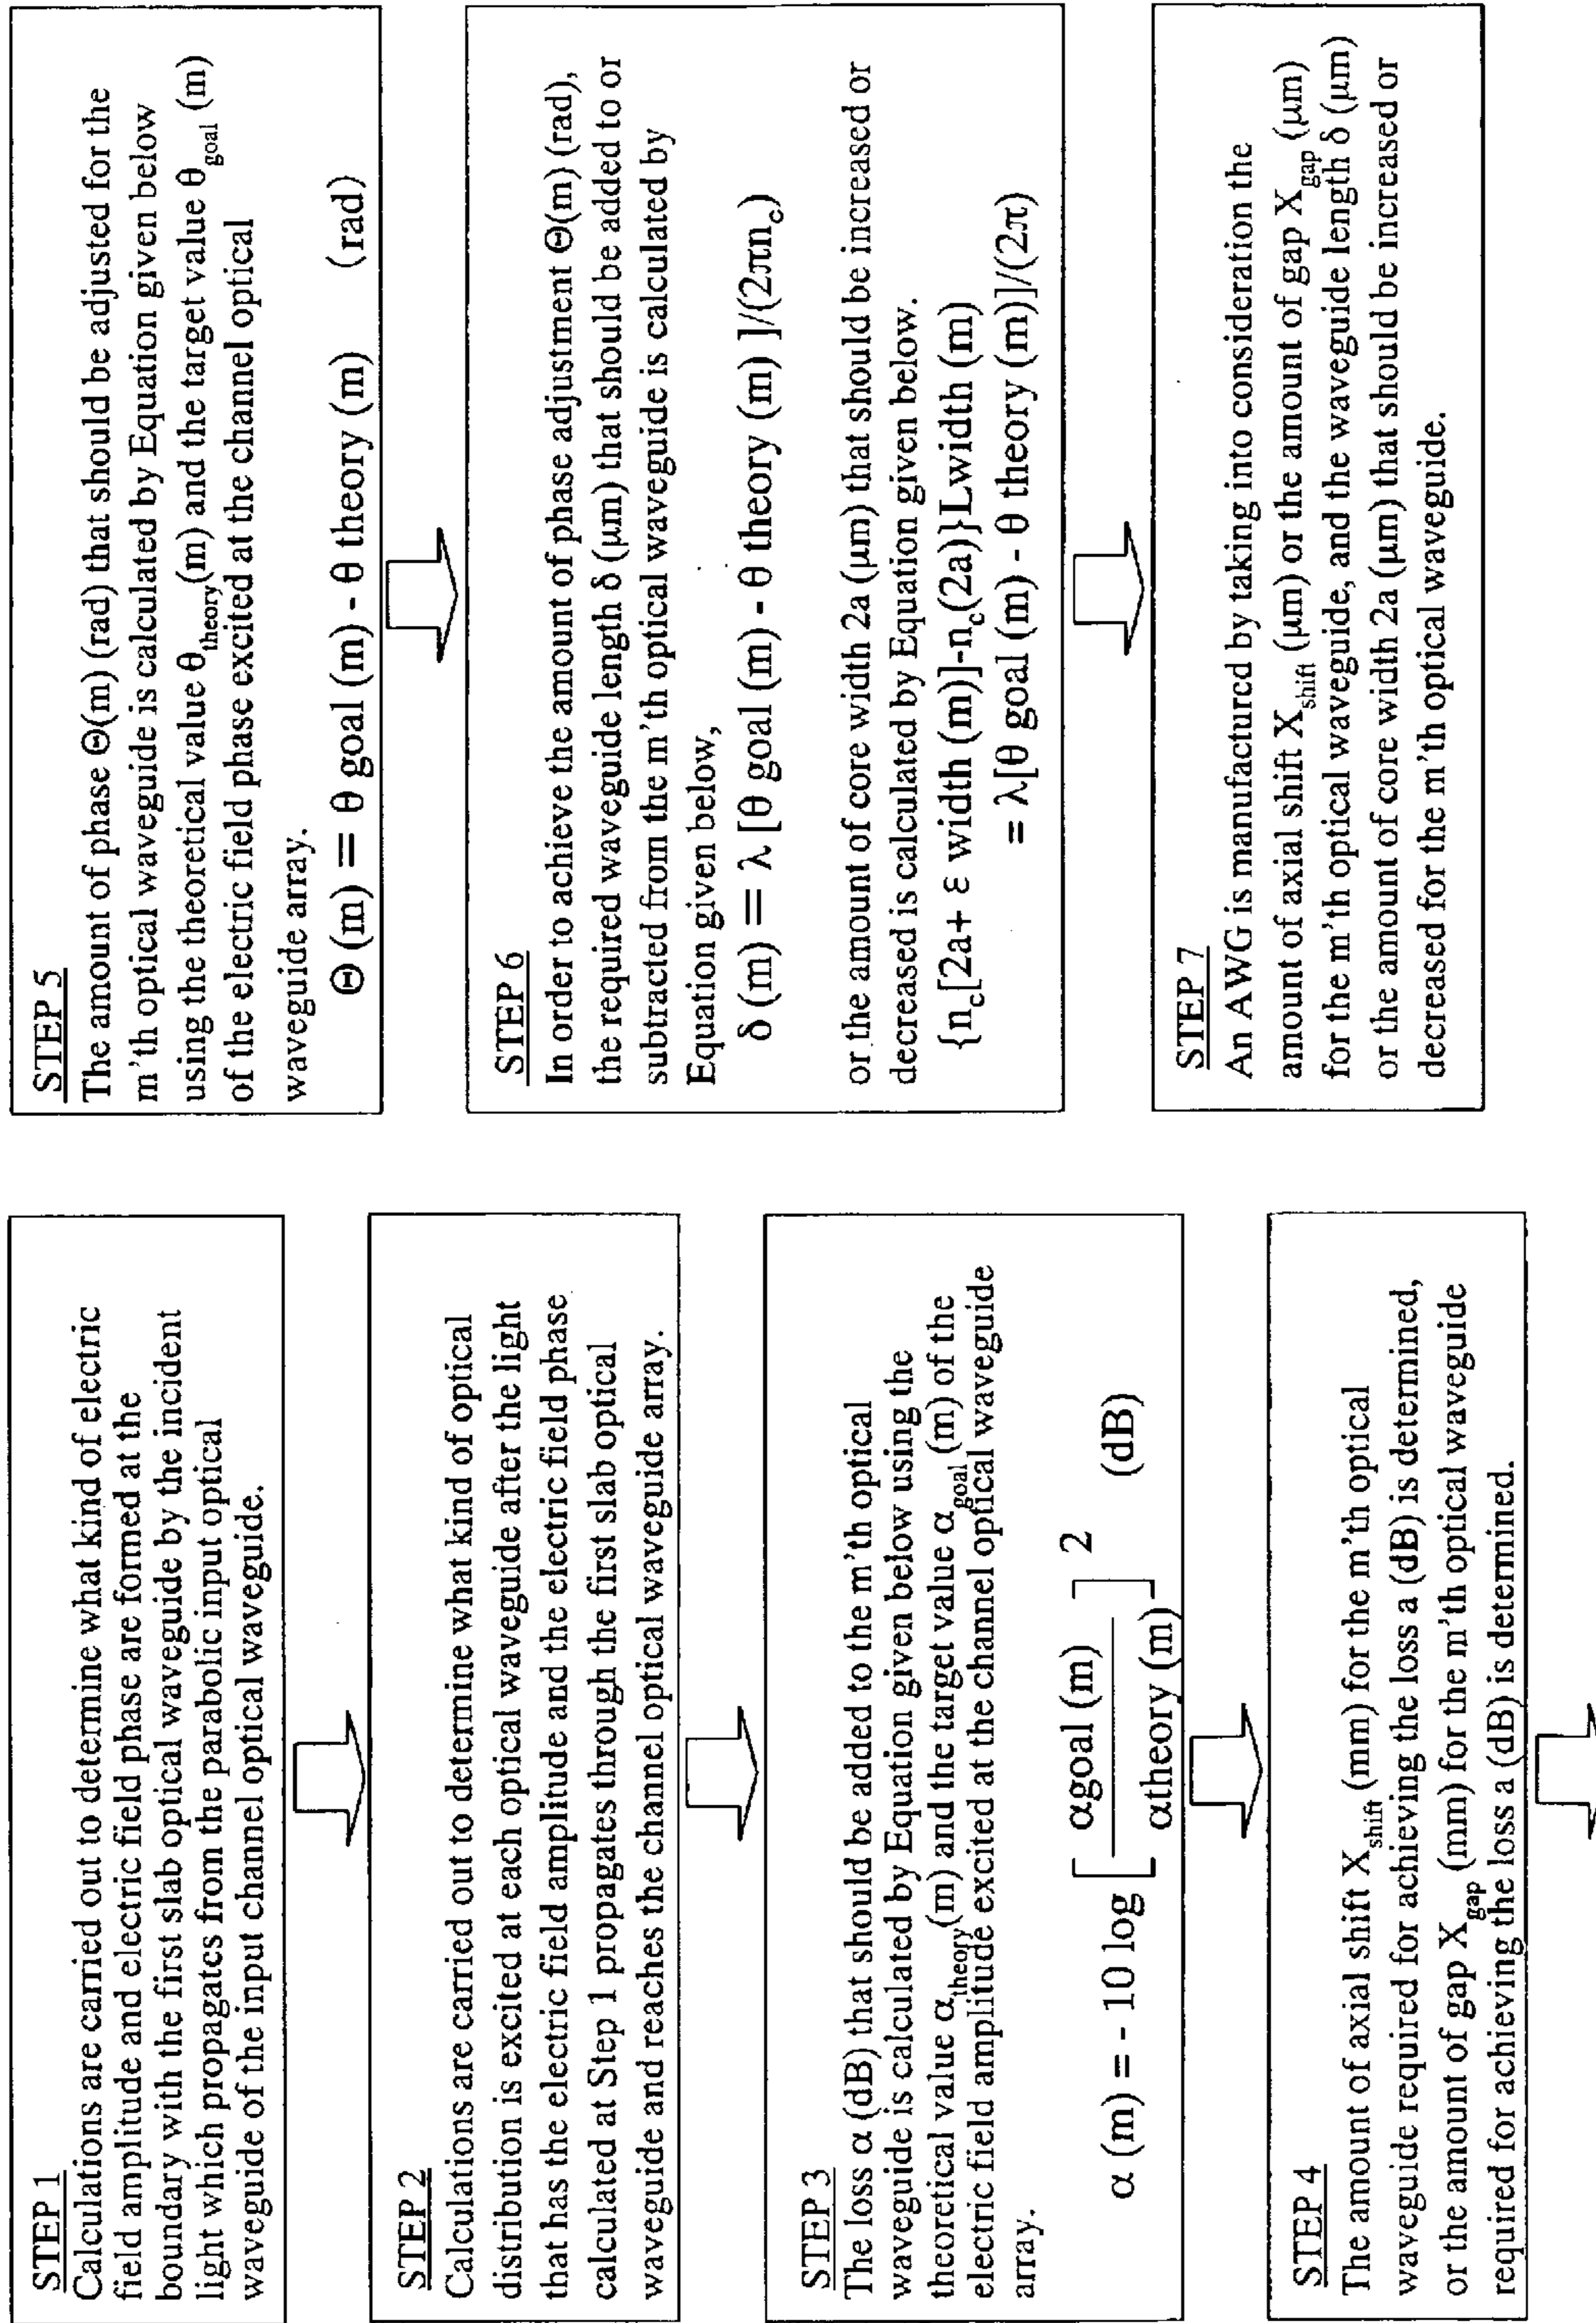 STEP 1
Calculations are carried out to determine what kind of electric
field amplitude and electric field phase are formed at the
boundary with the first slab optical waveguide by the incident
light which propagates from the parabolic input optical
waveguide of the input channel optical waveguide.
STEP 2
Calculations are carried out to determine what kind of optical
distribution is excited at each optical waveguide after the light
that has the electric field amplitude and the electric field phase
calculated at Step 1 propagates through the first slab optical
waveguide and reaches the channel optical waveguide array.
STEP 3
The loss α (dB) that should be added to the m'th optical
waveguide is calculated by Equation given below using the
theoretical value α theory (m) and the target value α goal (m) of the
electric field amplitude excited at the channel optical waveguide
array.
α (m) = - 10 log [ αgoal (m) / αtheory (m) ] 2 (dB)
STEP 4
The amount of axial shift X shift (mm) for the m'th optical
waveguide required for achieving the loss a (dB) is determined,
or the amount of gap X gap (mm) for the m'th optical waveguide
required for achieving the loss a (dB) is determined.
STEP 5
The amount of phase Θ(m) (rad) that should be adjusted for the
m'th optical waveguide is calculated by Equation given below
using the theoretical value θ theory (m) and the target value θ goal (m)
of the electric field phase excited at the channel optical
waveguide array.
Θ (m) = θ goal (m) - θ theory (m) (rad)
STEP 6
In order to achieve the amount of phase adjustment Θ(m) (rad),
the required waveguide length δ (μm) that should be added to or
subtracted from the m'th optical waveguide is calculated by
Equation given below,
δ (m) = λ [θ goal (m) - θ theory (m) ]/(2πn c)
or the amount of core width 2a (μm) that should be increased or
decreased is calculated by Equation given below.
{n c[2a+ ε width (m)]-n c(2a)}Lwidth (m)
= λ[θ goal (m) - θ theory (m)]/(2π)
STEP 7
An AWG is manufactured by taking into consideration the
amount of axial shift X shift (μm) or the amount of gap X gap (μm)
for the m'th optical waveguide, and the waveguide length δ (μm)
or the amount of core width 2a (μm) that should be increased or
decreased for the m'th optical waveguide.